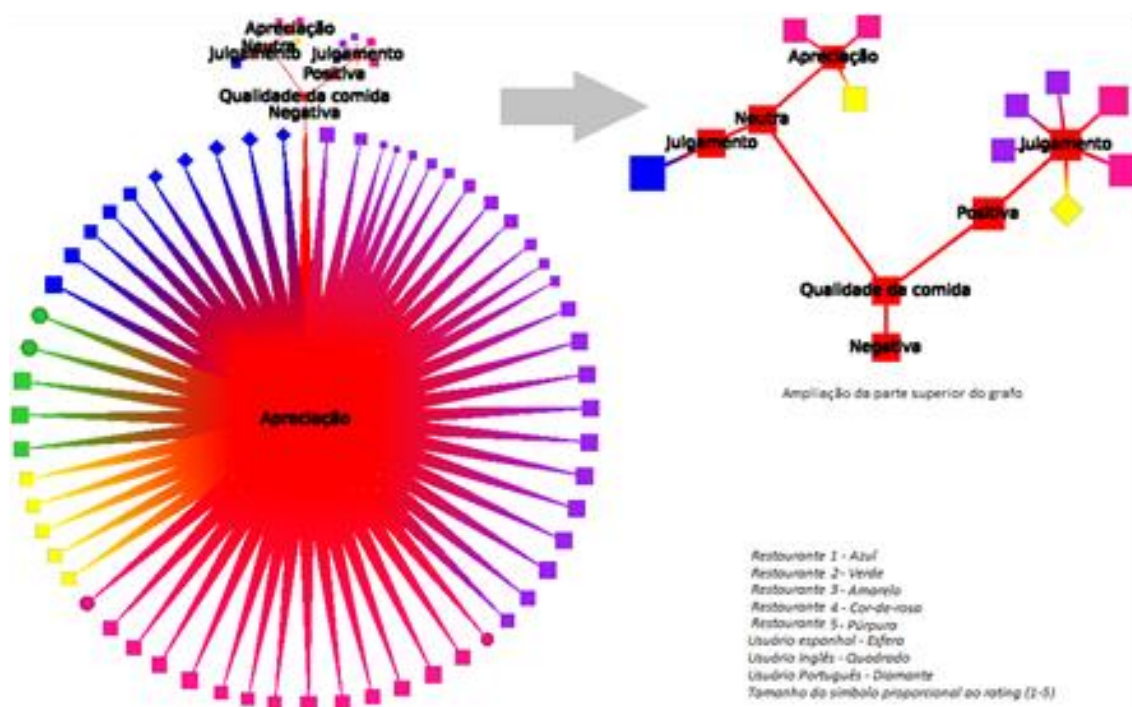 Apreciação
Neutra
Julgamento
Julgamento
Positiva
Qualidade da comida
Negativa
Apreciação
Apreciação
Neutra
Julgamento
Julgamento
Positiva
Qualidade da comida
Negativa
Ampliação da parte superior do grafo
Restaurante 1 - Azul
Restaurante 2 - Verde
Restaurante 3 - Amarelo
Restaurante 4 - Cor-de-rosa
Restaurante 5 - Púrpura
Usuário espanhol - Esfera
Usuário Inglês - Quadrado
Usuário Português - Diamante
Tamanho do símbolo proporcional ao rating (1-5)